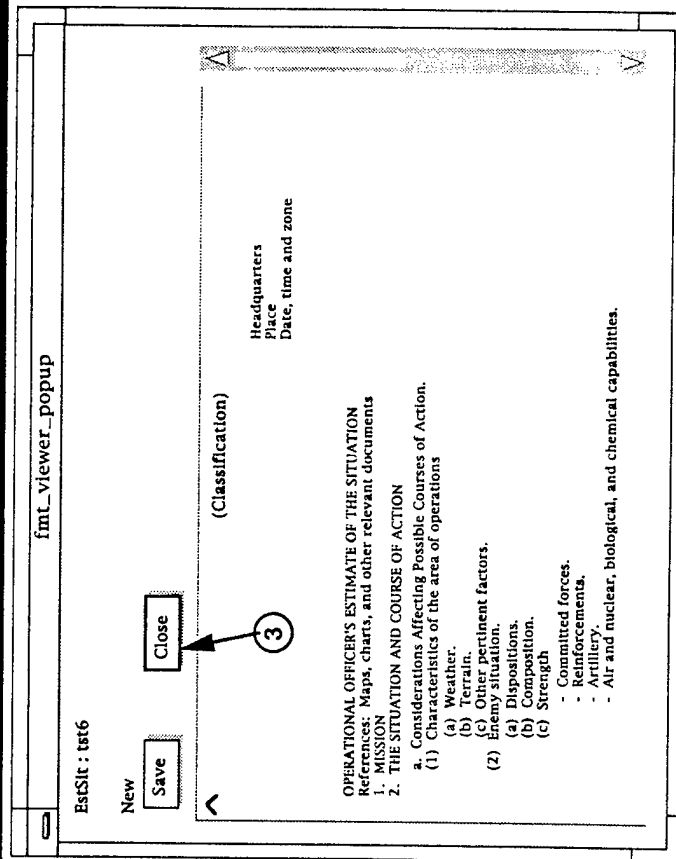 fmt_viewer_popup
EstSit : tst6
New
Save
Close
3
(Classification)
Headquarters
Place
Date, time and zone
OPERATIONAL OFFICER'S ESTIMATE OF THE SITUATION
References: Maps, charts, and other relevant documents
1. MISSION
2. THE SITUATION AND COURSE OF ACTION
a. Considerations Affecting Possible Courses of Action.
(1) Characteristics of the area of operations
(a) Weather.
(b) Terrain.
(c) Other pertinent factors.
(2) Enemy situation.
(a) Dispositions.
(b) Composition.
(c) Strength
- Committed forces.
- Reinforcements.
- Artillery.
- Air and nuclear, biological, and chemical capabilities.